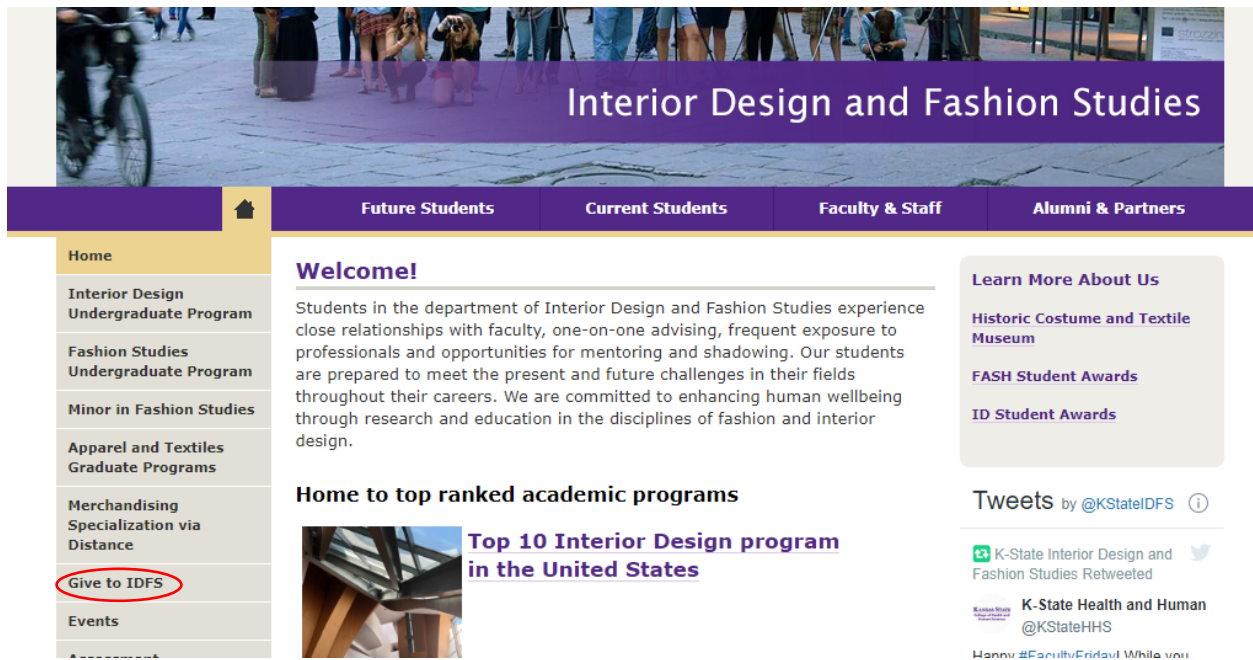 strozzin
Interior Design and Fashion Studies
Future Students
Current Students
Faculty & Staff
Alumni & Partners
Home
Interior Design
Undergraduate Program
Fashion Studies
Undergraduate Program
Minor in Fashion Studies
Apparel and Textiles
Graduate Programs
Merchandising
Specialization via
Distance
Give to IDFS
Events
Assessment
Welcome!
Students in the department of Interior Design and Fashion Studies experience
close relationships with faculty, one-on-one advising, frequent exposure to
professionals and opportunities for mentoring and shadowing. Our students
are prepared to meet the present and future challenges in their fields
throughout their careers. We are committed to enhancing human wellbeing
through research and education in the disciplines of fashion and interior
design.
Home to top ranked academic programs
Top 10 Interior Design program
in the United States
Learn More About Us
Historic Costume and Textile
Museum
FASH Student Awards
ID Student Awards
Tweets by @KStateIDFS
K-State Interior Design and
Fashion Studies Retweeted
K-State Health and Human
@KStateHHS
Happy #FacultyFriday! While you